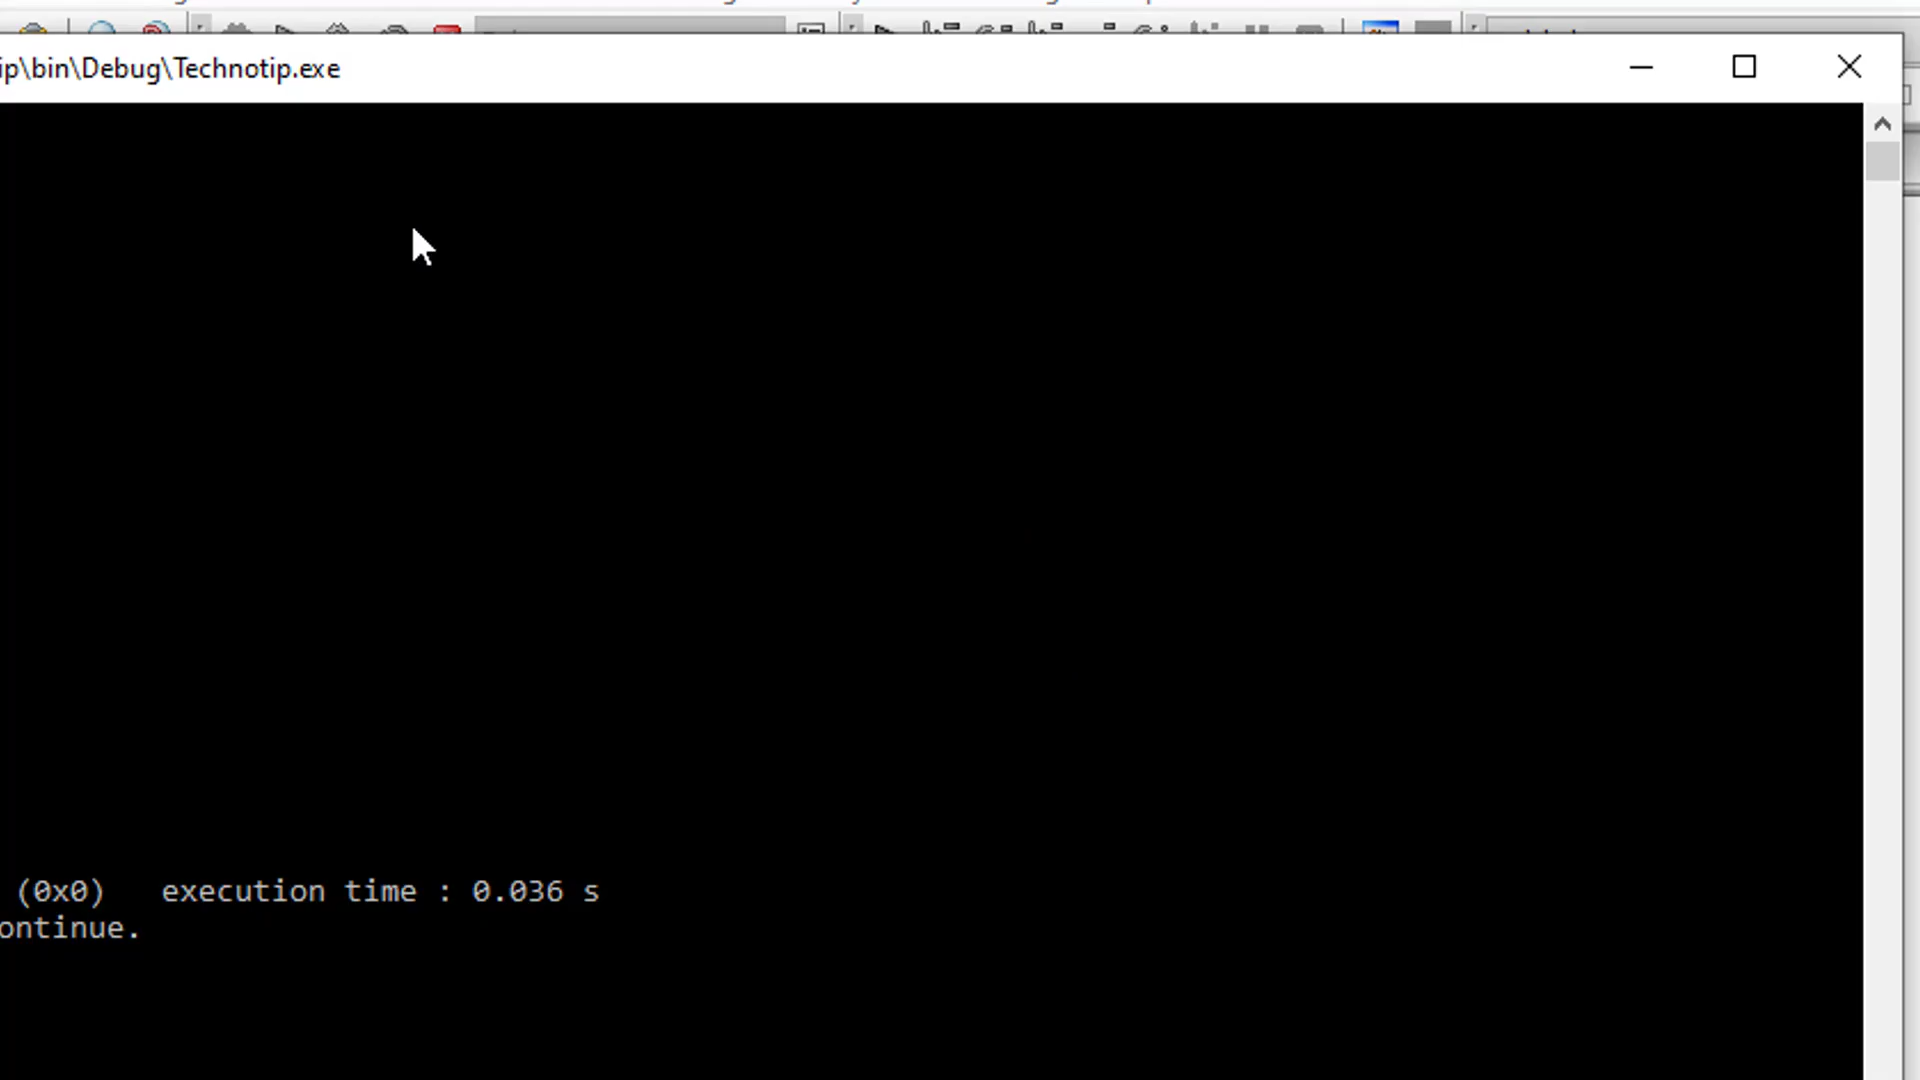 ip\bin\Debug\Technotip.exe
(0x0)   execution time : 0.036 s
ontinue.